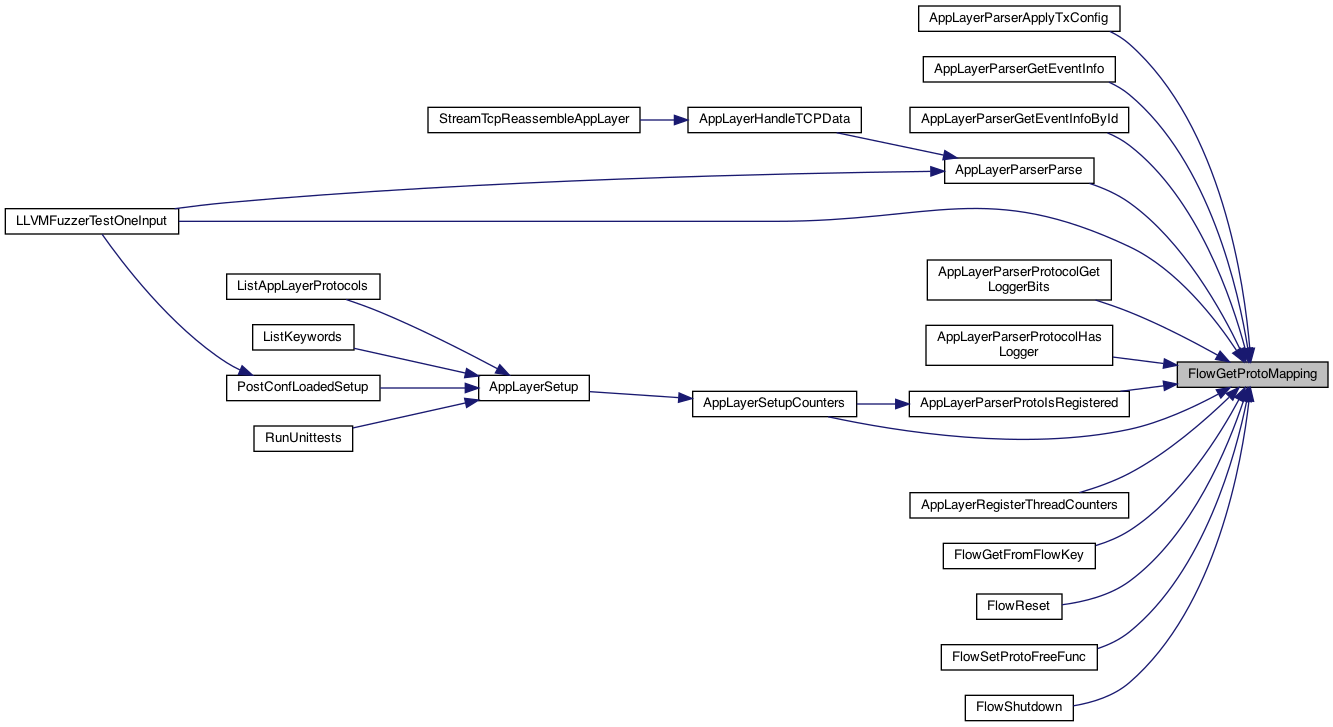 AppLayerParserApplyTxConfig
AppLayerParserGetEventInfo
StreamTcpReassembleAppLayer
AppLayerHandleTCPData
AppLayerParserGetEventInfoById
AppLayerParserParse
LLVMFuzzerTestOneInput
ListAppLayerProtocols
AppLayerParserProtocolGet
LoggerBits
ListKeywords
AppLayerParserProtocolHas
Logger
FlowGetProtoMapping
PostConfLoadedSetup
AppLayerSetup
AppLayerSetupCounters
AppLayerParserProtoIsRegistered
RunUnittests
AppLayerRegisterThreadCounters
FlowGetFromFlowKey
FlowReset
FlowSetProtoFreeFunc
FlowShutdown